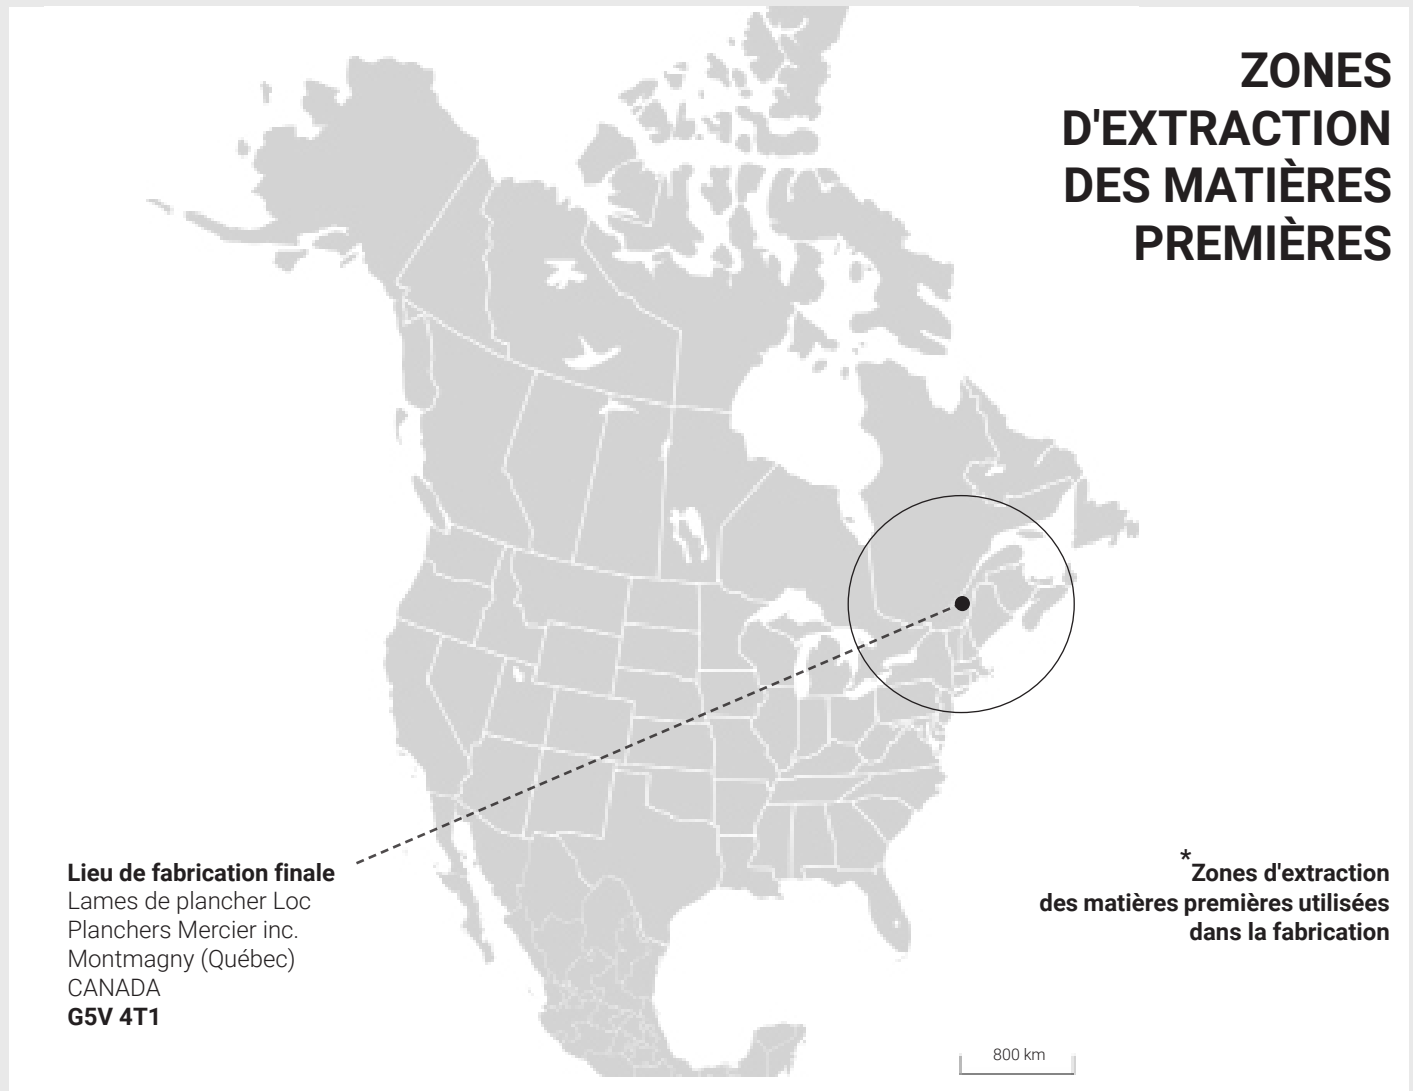 ZONES
D'EXTRACTION
DES MATIÈRES
PREMIÈRES
Lieu de fabrication finale
Lames de plancher Loc
Planchers Mercier inc.
Montmagny (Québec)
CANADA
G5V 4T1
*Zones d'extraction
des matières premières utilisées
dans la fabrication
800 km